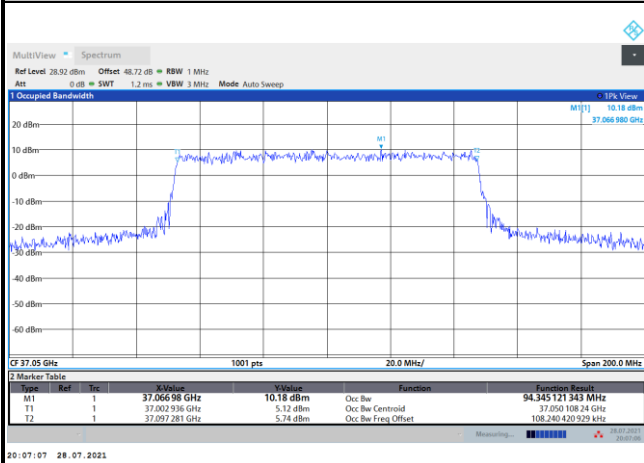 MultiView Spectrum
Ref Level 28.92 dBm Offset 48.72 dB RBW 1 MHz
Att 0 dB SWT 1.2 ms VBW 3 MHz Mode Auto Sweep
1 Occupied Bandwidth 1Pk View
M1[1] 10.18 dBm
37.066 980 GHz
20 dBm
M1
10 dBm
T1 T2
0 dBm
-10 dBm
-20 dBm
-30 dBm
-40 dBm
-50 dBm
-60 dBm
CF 37.05 GHz 1001 pts 20.0 MHz/ Span 200.0 MHz
2 Marker Table
Type Ref Trc X-Value Y-Value Function Function Result
M1 1 37.066 98 GHz 10.18 dBm Occ Bw 94.345 121 343 MHz
T1 1 37.002 936 GHz 5.12 dBm Occ Bw Centroid 37.050 108 24 GHz
T2 1 37.097 281 GHz 5.74 dBm Occ Bw Freq Offset 108.240 420 929 kHz
Measuring... 28.07.2021
20:07:06
20:07:07 28.07.2021